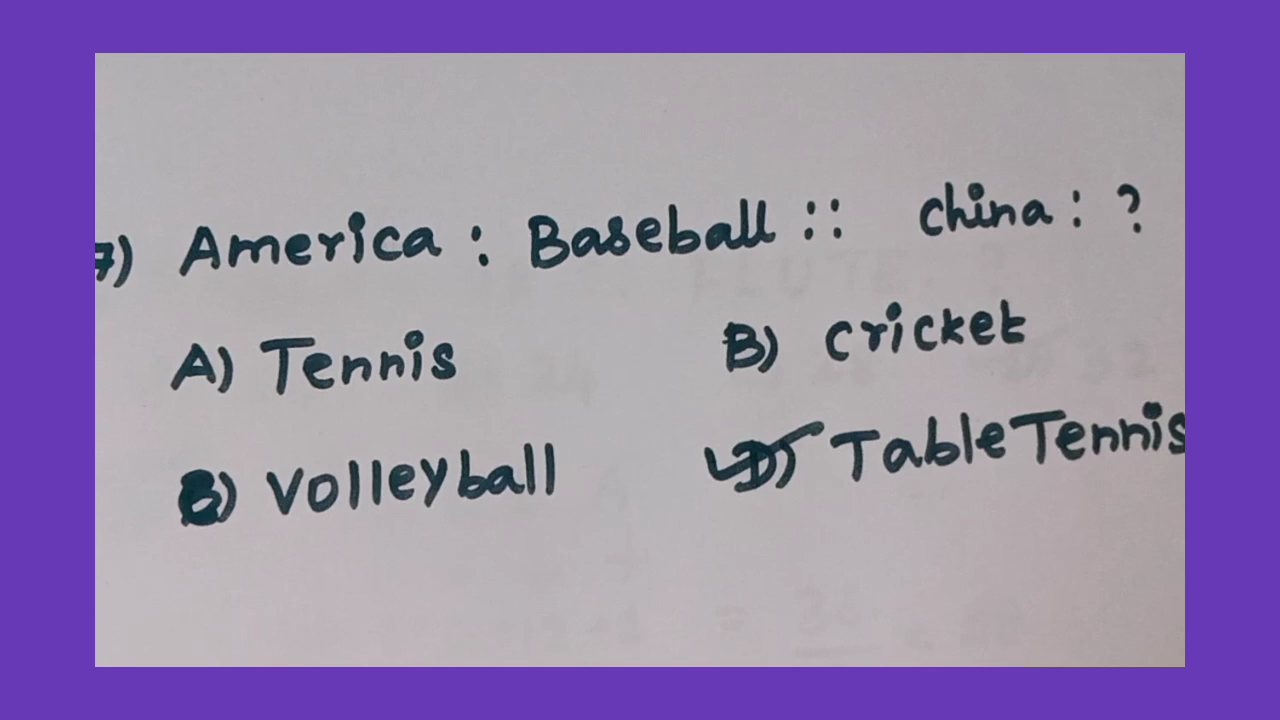 7) America : Baseball :: china : ?
A) Tennis B) cricket
C) Volleyball D) Table Tennis